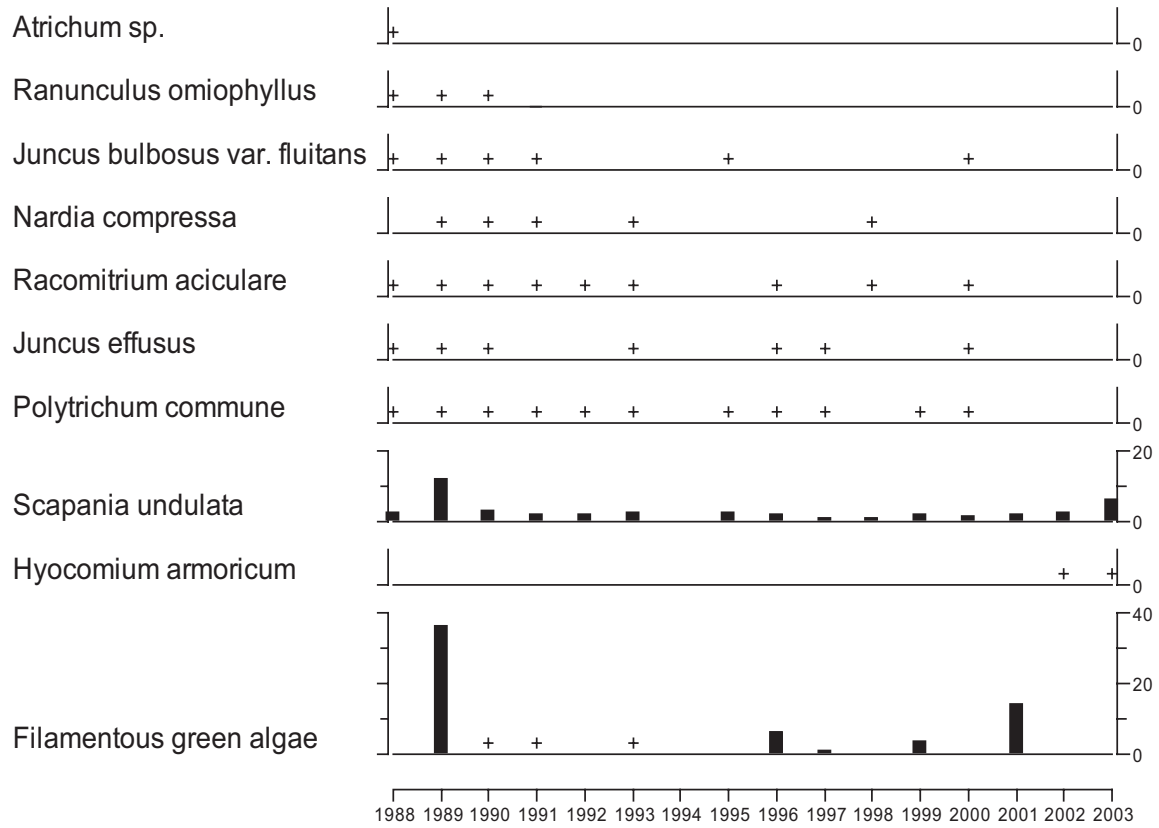 Atrichum sp.
0
Ranunculus omiophyllus
0
Juncus bulbosus var. fluitans
0
Nardia compressa
0
Racomitrium aciculare
0
Juncus effusus
0
Polytrichum commune
0
20
Scapania undulata
0
Hyocomium armoricum
0
40
20
Filamentous green algae
0
1988 1989 1990 1991 1992 1993 1994 1995 1996 1997 1998 1999 2000 2001 2002 2003